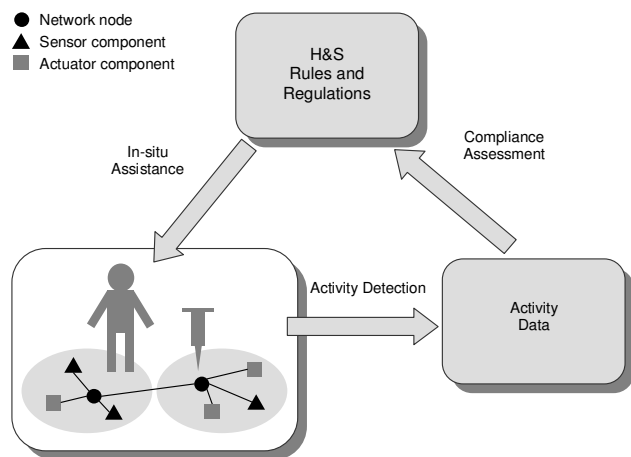 Network node
Sensor component
Actuator component
H&S
Rules and
Regulations
In-situ
Assistance
Compliance
Assessment
Activity Detection
Activity
Data